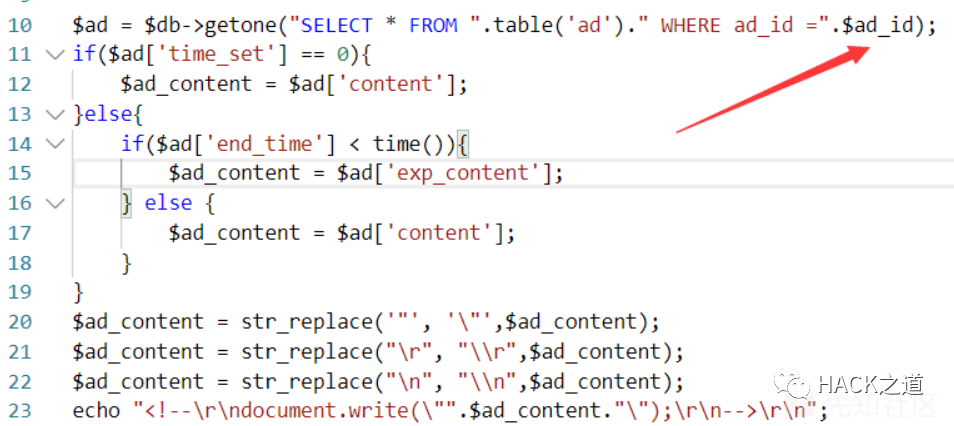 10 $ad = $db->getone("SELECT * FROM ".table('ad')." WHERE ad_id =".$ad_id);
11 if($ad['time_set'] == 0){
12 $ad_content = $ad['content'];
13 }else{
14 if($ad['end_time'] < time()){
15 $ad_content = $ad['exp_content'];
16 } else {
17 $ad_content = $ad['content'];
18 }
19 }
20 $ad_content = str_replace('"', '\"',$ad_content);
21 $ad_content = str_replace("\r", "\\r",$ad_content);
22 $ad_content = str_replace("\n", "\\n",$ad_content);
23 echo "<!--\r\ndocument.write(\"".$ad_content."\");\r\n-->\r\n";
HACK之道
先知社区